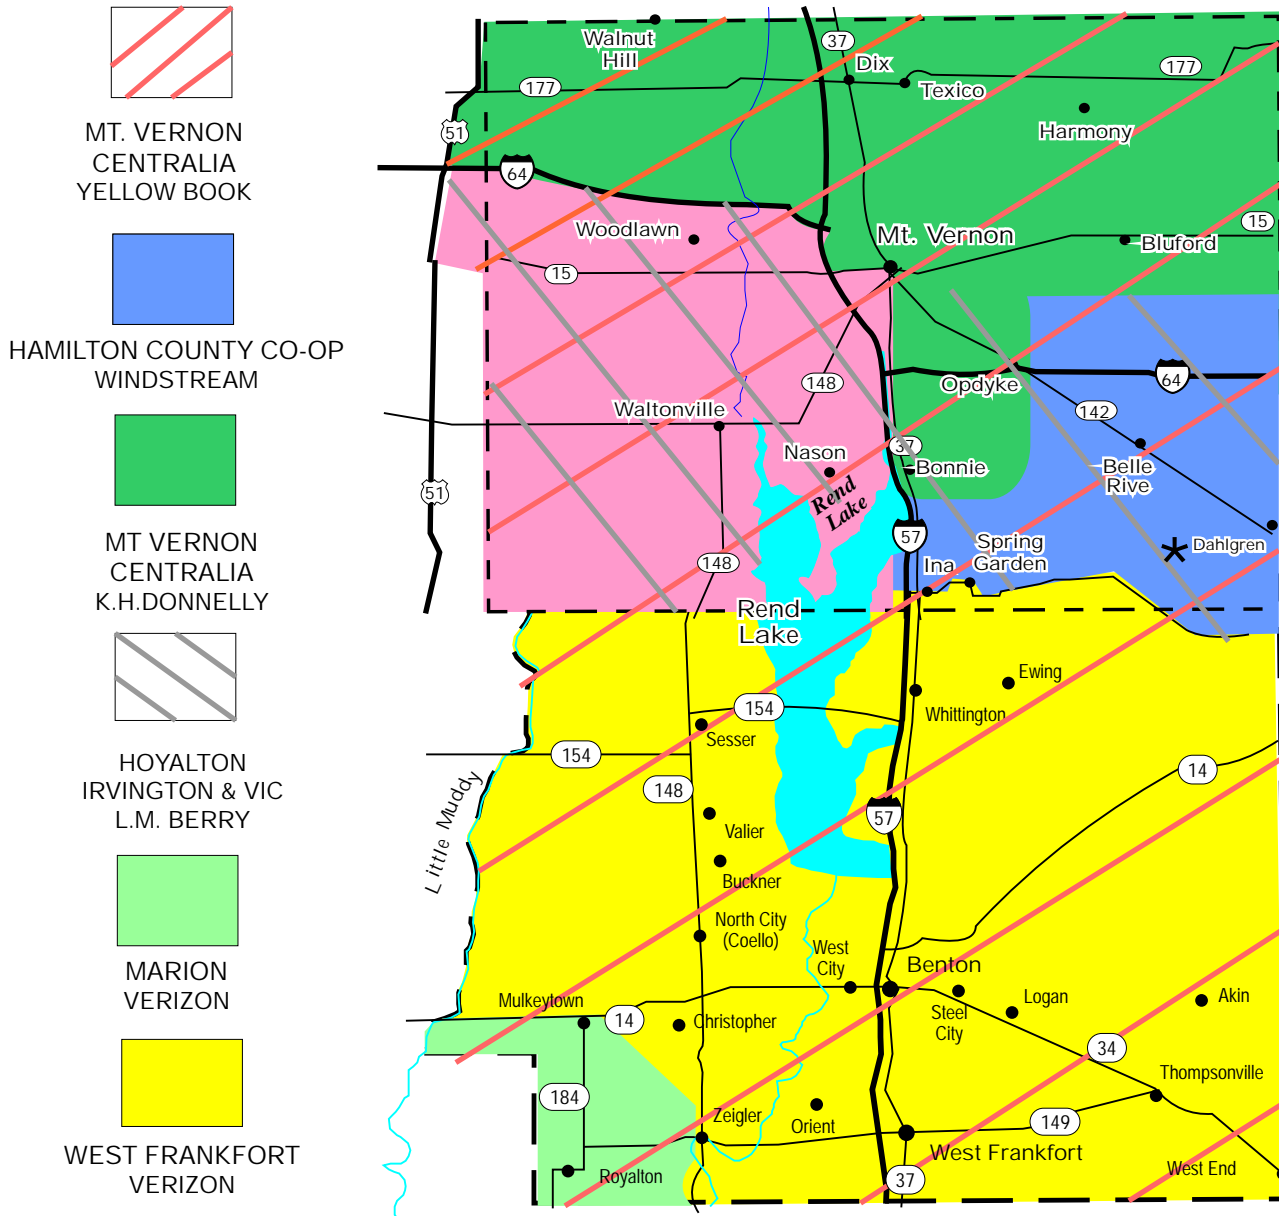 MT. VERNON
CENTRALIA
YELLOW BOOK
HAMILTON COUNTY CO-OP
WINDSTREAM
MT VERNON
CENTRALIA
K.H.DONNELLY
HOYALTON
IRVINGTON & VIC
L.M. BERRY
MARION
VERIZON
WEST FRANKFORT
VERIZON
Walnut
Hill
37
Dix
177
177
Texico
51
Harmony
64
Woodlawn
Mt. Vernon
15
Bluford
15
148
Opdyke
64
142
Waltonville
37
Nason
Bonnie
Belle
Rive
51
Rend
Lake
57
Spring
Garden
Dahlgren
148
Ina
Rend
Lake
Ewing
154
Whittington
Sesser
154
14
148
Little Muddy
57
Valier
Buckner
North City
(Coello)
West
City
Benton
Mulkeytown
14
Christopher
Steel
City
Logan
Akin
34
Thompsonville
184
Zeigler
Orient
149
West Frankfort
Royalton
37
West End